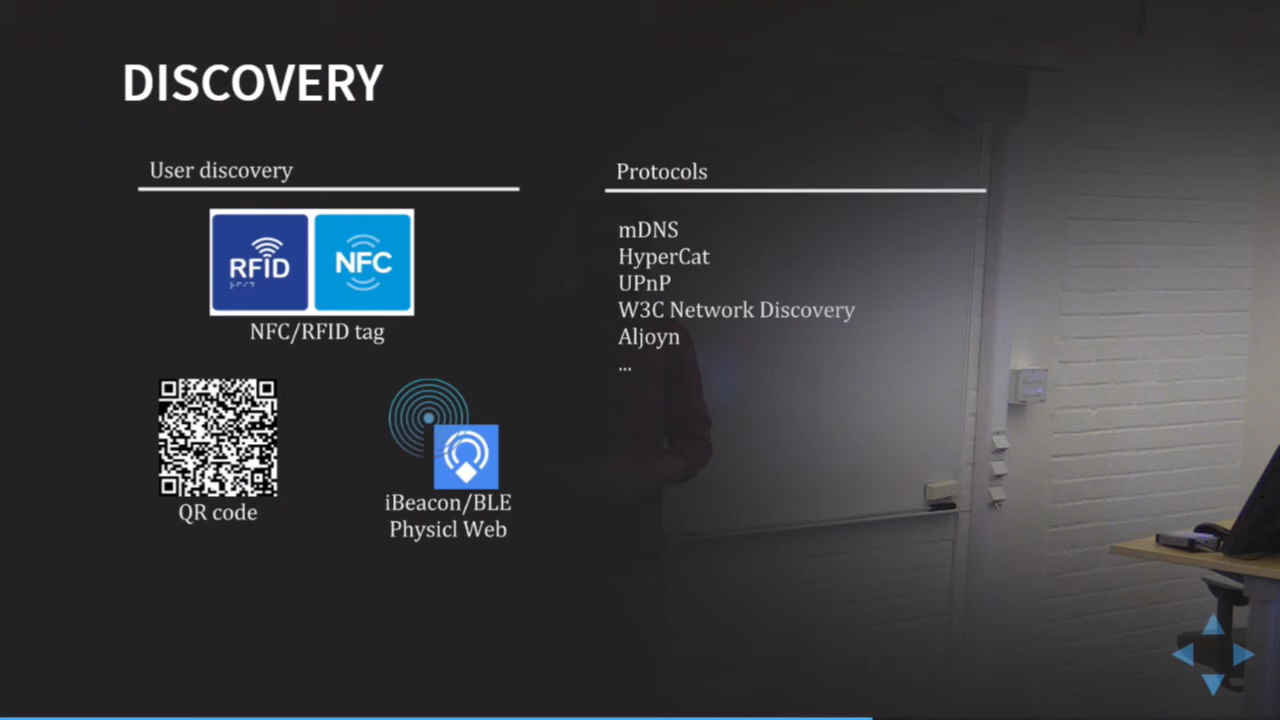 DISCOVERY
User discovery
RFID
NFC
NFC/RFID tag
QR code
iBeacon/BLE
Physicl Web
Protocols
mDNS
HyperCat
UPnP
W3C Network Discovery
Aljoyn
...